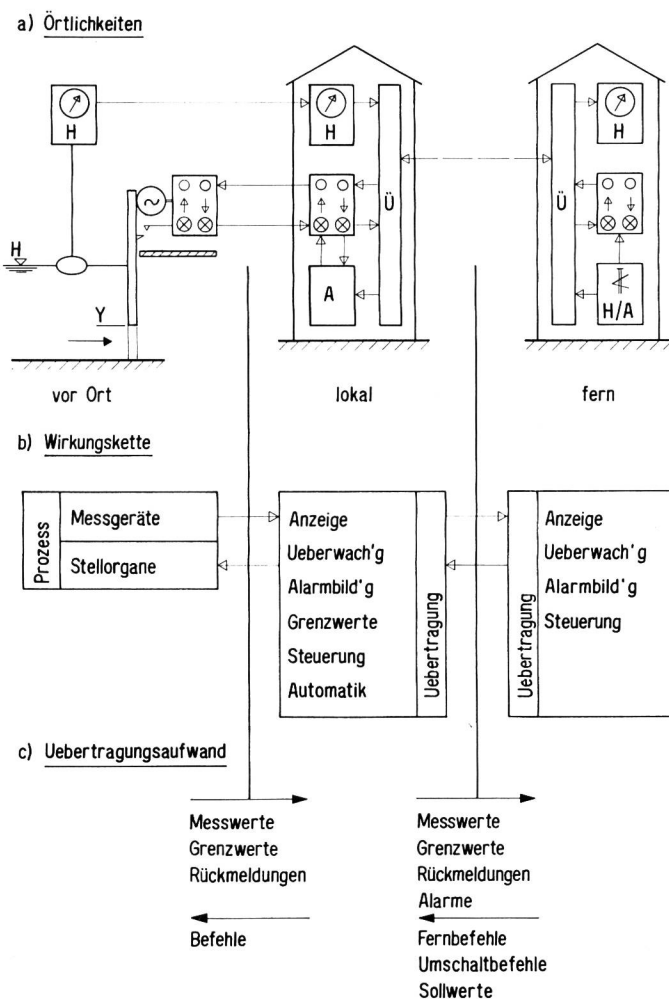 a) Örtlichkeiten
H
H
H
Ü
Ü
H
A
Y
H/A
vor Ort
lokal
fern
b) Wirkungskette
Prozess
Messgeräte
Stellorgane
Anzeige
Ueberwach'g
Alarmbild'g
Grenzwerte
Steuerung
Automatik
Uebertragung
Uebertragung
Anzeige
Ueberwach'g
Alarmbild'g
Steuerung
c) Uebertragungsaufwand
Messwerte
Grenzwerte
Rückmeldungen
Befehle
Messwerte
Grenzwerte
Rückmeldungen
Alarme
Fernbefehle
Umschaltbefehle
Sollwerte